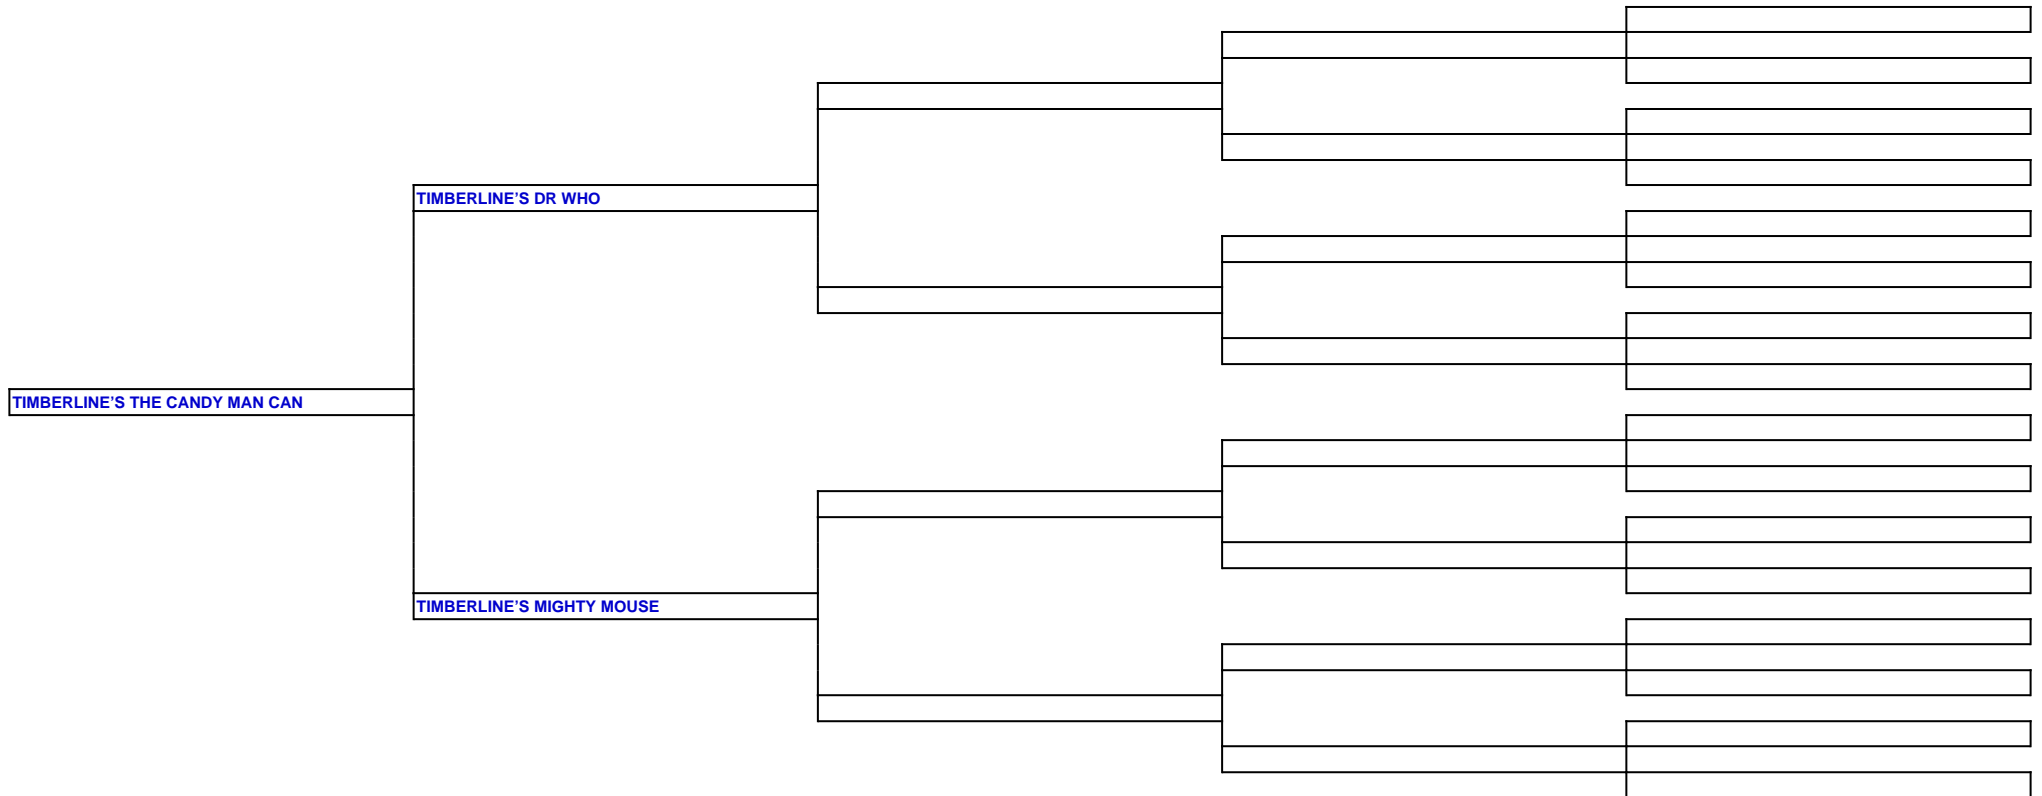 TIMBERLINE’S DR WHO
TIMBERLINE’S THE CANDY MAN CAN
TIMBERLINE’S MIGHTY MOUSE